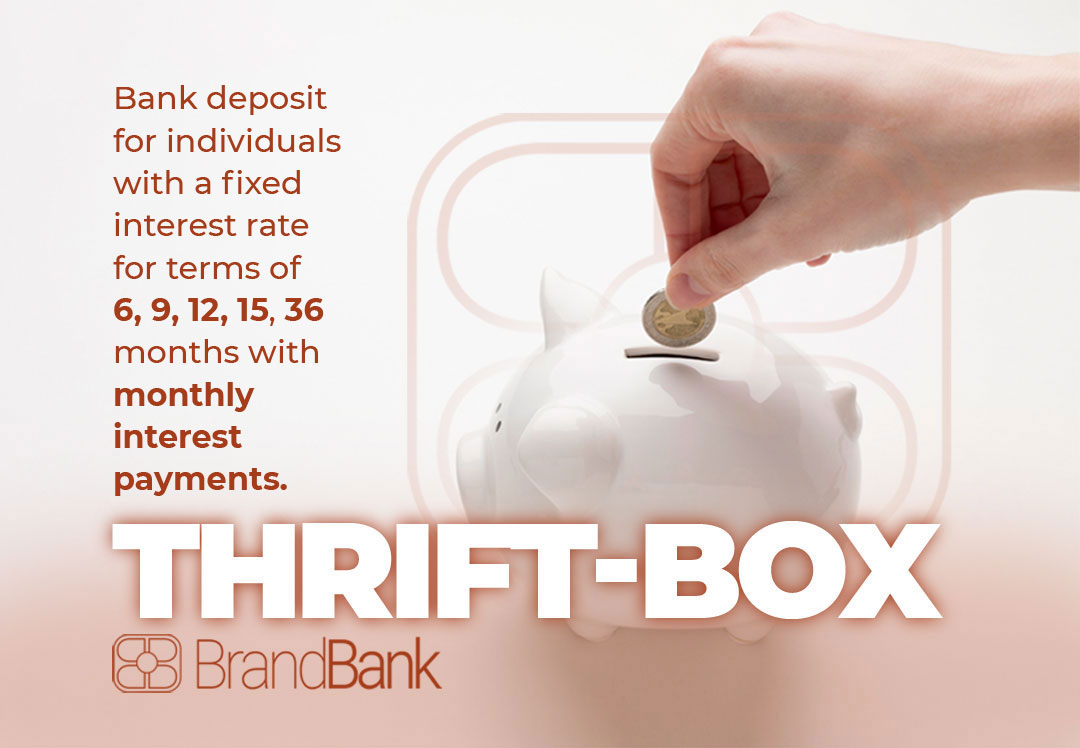 Bank deposit
for individuals
with a fixed
interest rate
for terms of
6, 9, 12, 15, 36
months with
monthly
interest
payments.
THRIFT-BOX
BrandBank